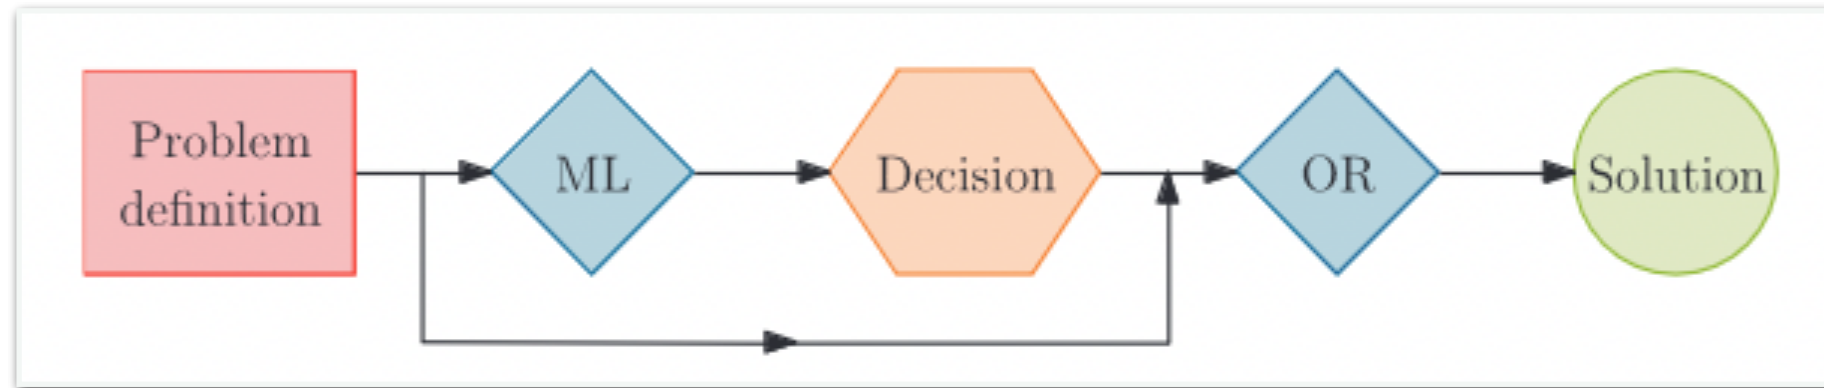 Problem
definition
ML
Decision
OR
Solution